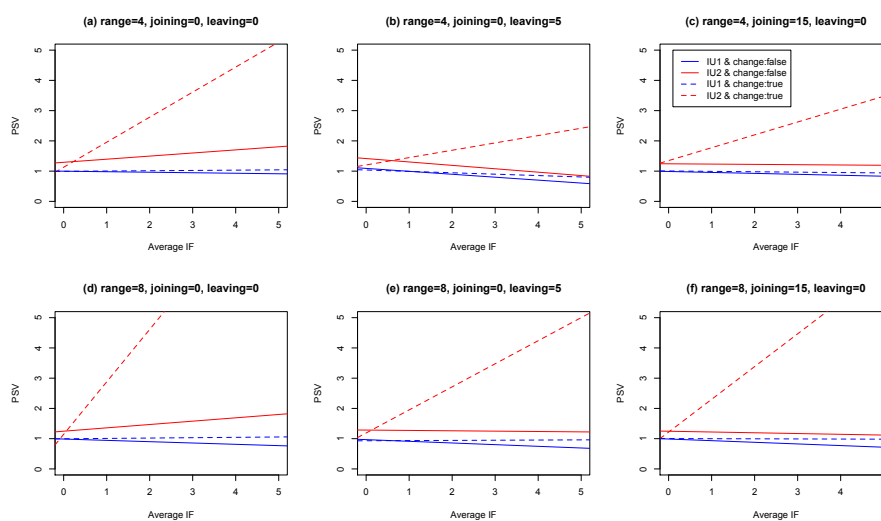 (a) range=4, joining=0, leaving=0
PSV
0 1 2 3 4 5
0 1 2 3 4 5
Average IF
(b) range=4, joining=0, leaving=5
PSV
0 1 2 3 4 5
0 1 2 3 4 5
Average IF
(c) range=4, joining=15, leaving=0
PSV
0 1 2 3 4 5
IU1 & change:false
IU2 & change:false
IU1 & change:true
IU2 & change:true
0 1 2 3 4 5
Average IF
(d) range=8, joining=0, leaving=0
PSV
0 1 2 3 4 5
0 1 2 3 4 5
Average IF
(e) range=8, joining=0, leaving=5
PSV
0 1 2 3 4 5
0 1 2 3 4 5
Average IF
(f) range=8, joining=15, leaving=0
PSV
0 1 2 3 4 5
0 1 2 3 4 5
Average IF